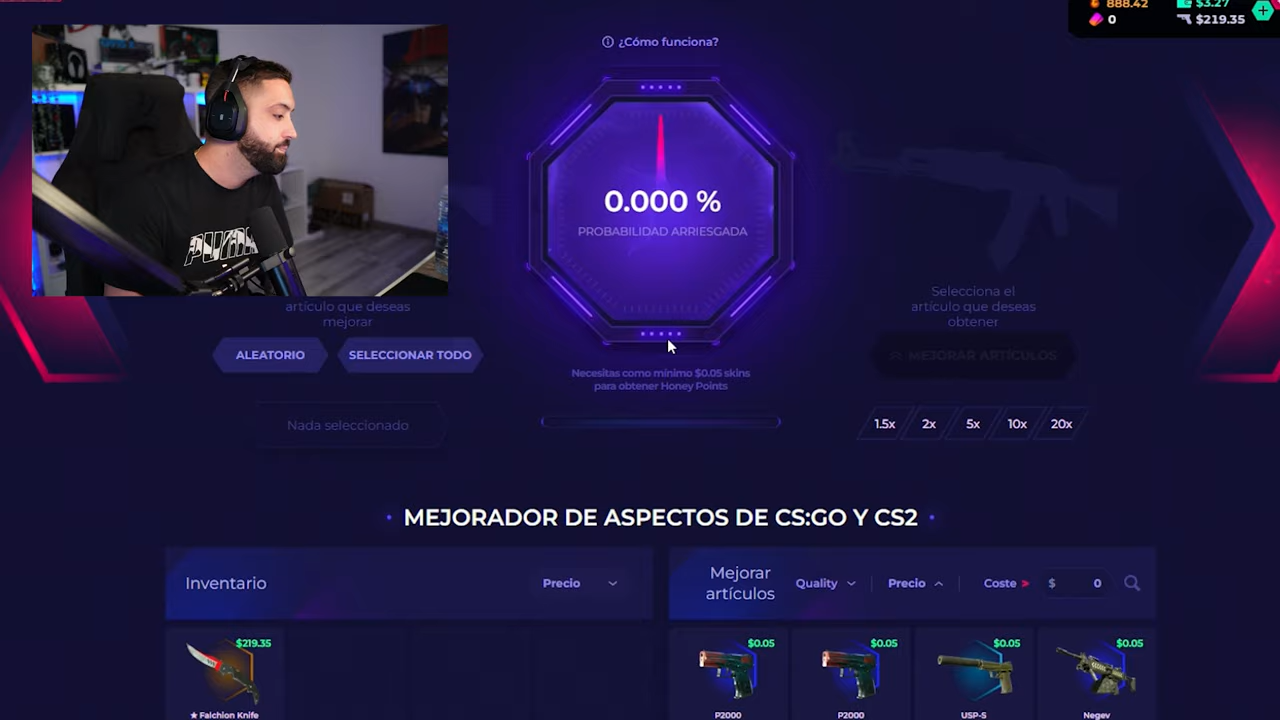 888.42
$3.27
0
$219.35
¿Cómo funciona?
PUMA
0.000 %
PROBABILIDAD ARRIESGADA
artículo que deseas
mejorar
ALEATORIO
SELECCIONAR TODO
Nada seleccionado
Necesitas como mínimo $0.05 skins
para obtener Honey Points
Selecciona el
artículo que deseas
obtener
MEJORAR ARTÍCULOS
1.5x
2x
5x
10x
20x
MEJORADOR DE ASPECTOS DE CS:GO Y CS2
Inventario
Precio
Mejorar
artículos
Quality
Precio
Coste >
$ 0
$219.35
★ Falchion Knife
$0.05
P2000
$0.05
P2000
$0.05
USP-S
$0.05
Negev